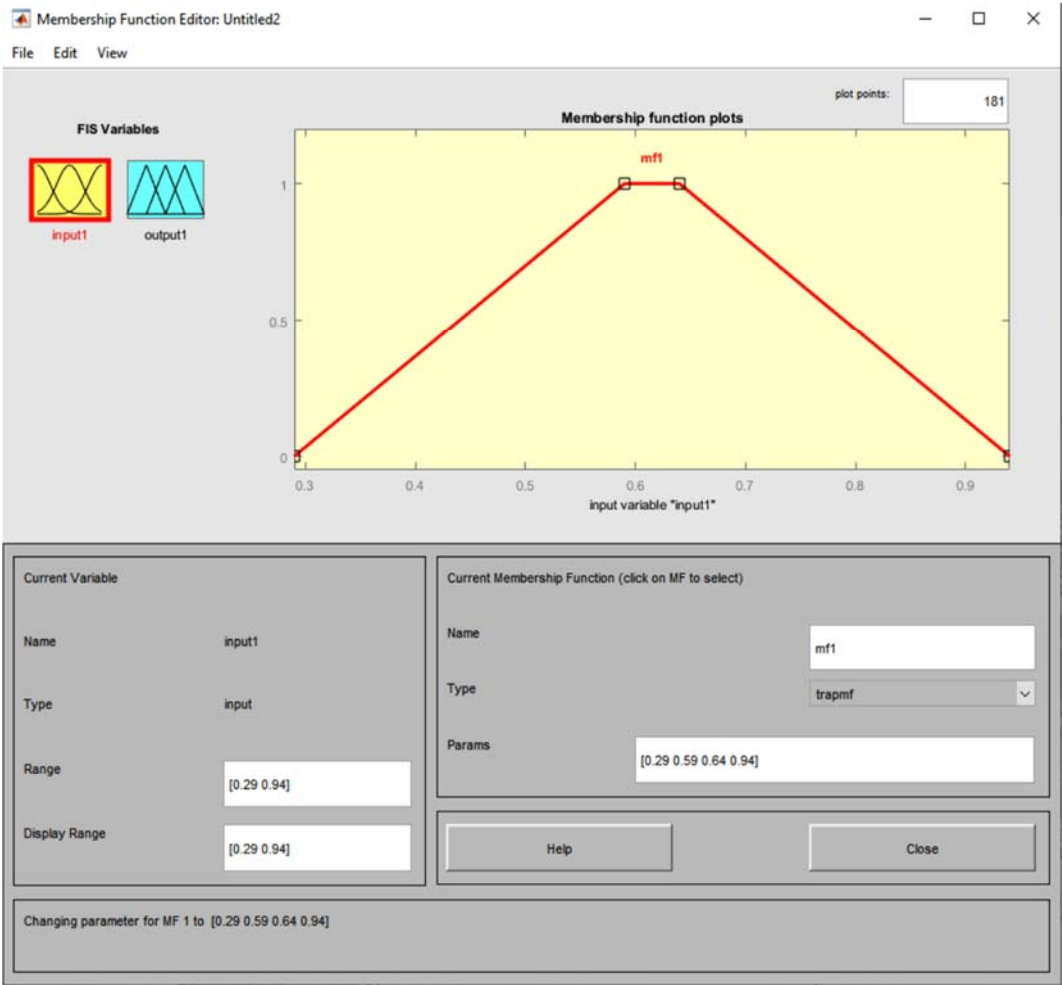 Membership Function Editor: Untitled2
File Edit View
plot points:
181
FIS Variables
input1
output1
Membership function plots
mf1
1
0.5
0
0.3 0.4 0.5 0.6 0.7 0.8 0.9
input variable "input1"
Current Variable
Name input1
Type input
Range [0.29 0.94]
Display Range [0.29 0.94]
Current Membership Function (click on MF to select)
Name mf1
Type trapmf
Params [0.29 0.59 0.64 0.94]
Help Close
Changing parameter for MF 1 to [0.29 0.59 0.64 0.94]